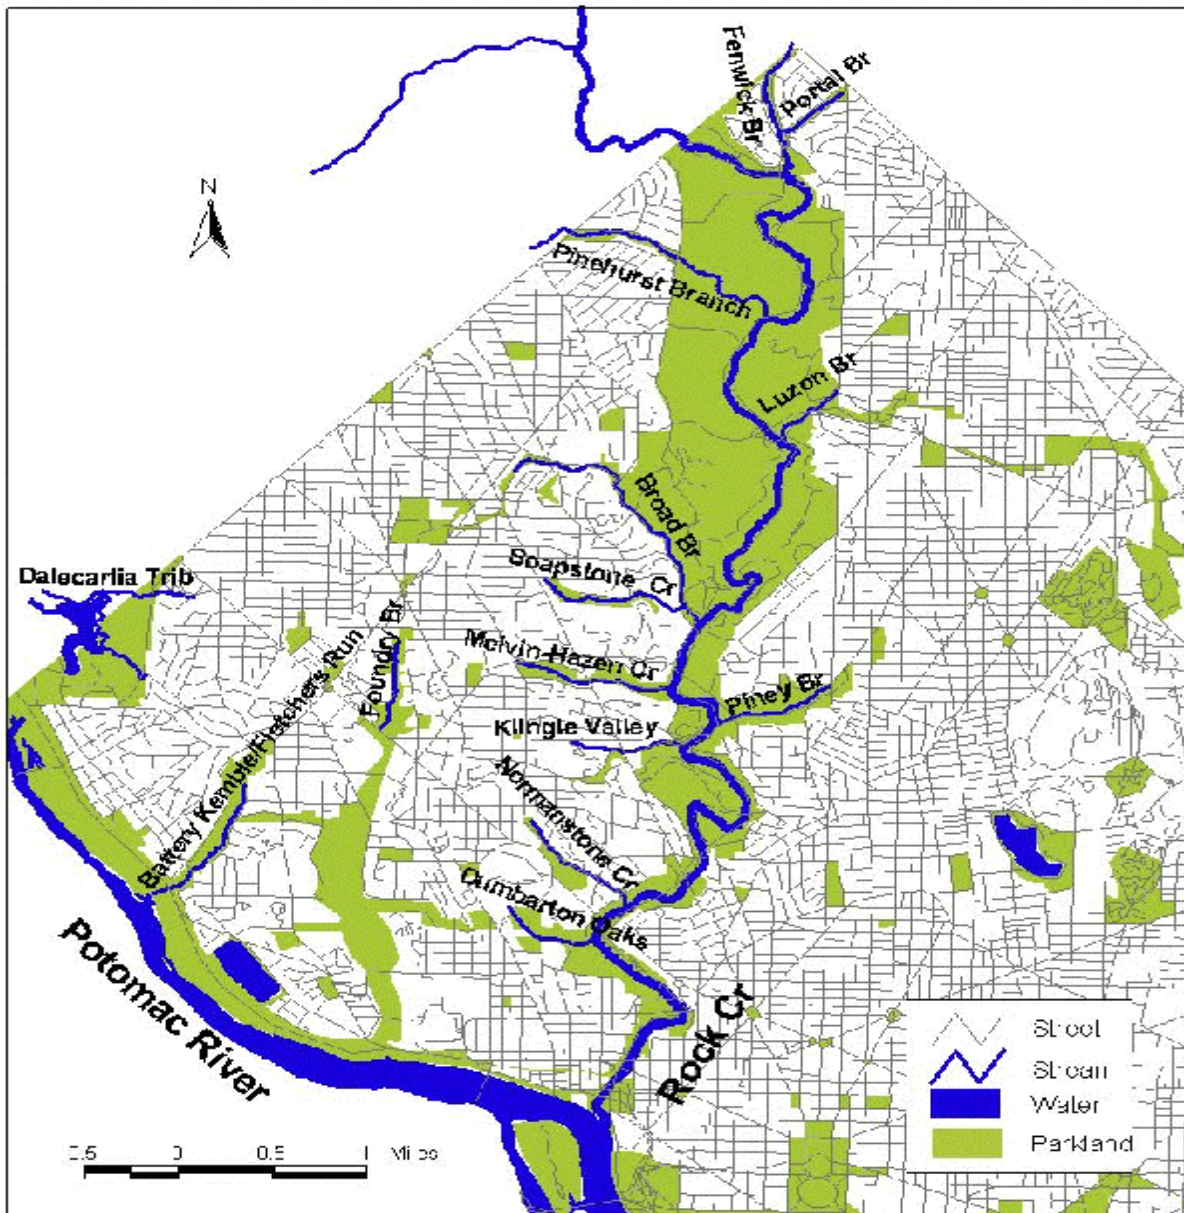 Fenwick Br
Portal Br
N
Pinehurst Branch
Luzon Br
Broad Br
Soapstone Cr
Dalecarlia Trib
Melvin-Hazen Cr
Foundry Br
Piney Br
Battery Kemble/Fletchers Run
Klingle Valley
Normanstone Cr
Dumbarton Oaks
Potomac River
Rock Cr
Street
Stream
Water
Parkland
0.5 0 0.5 1 Miles